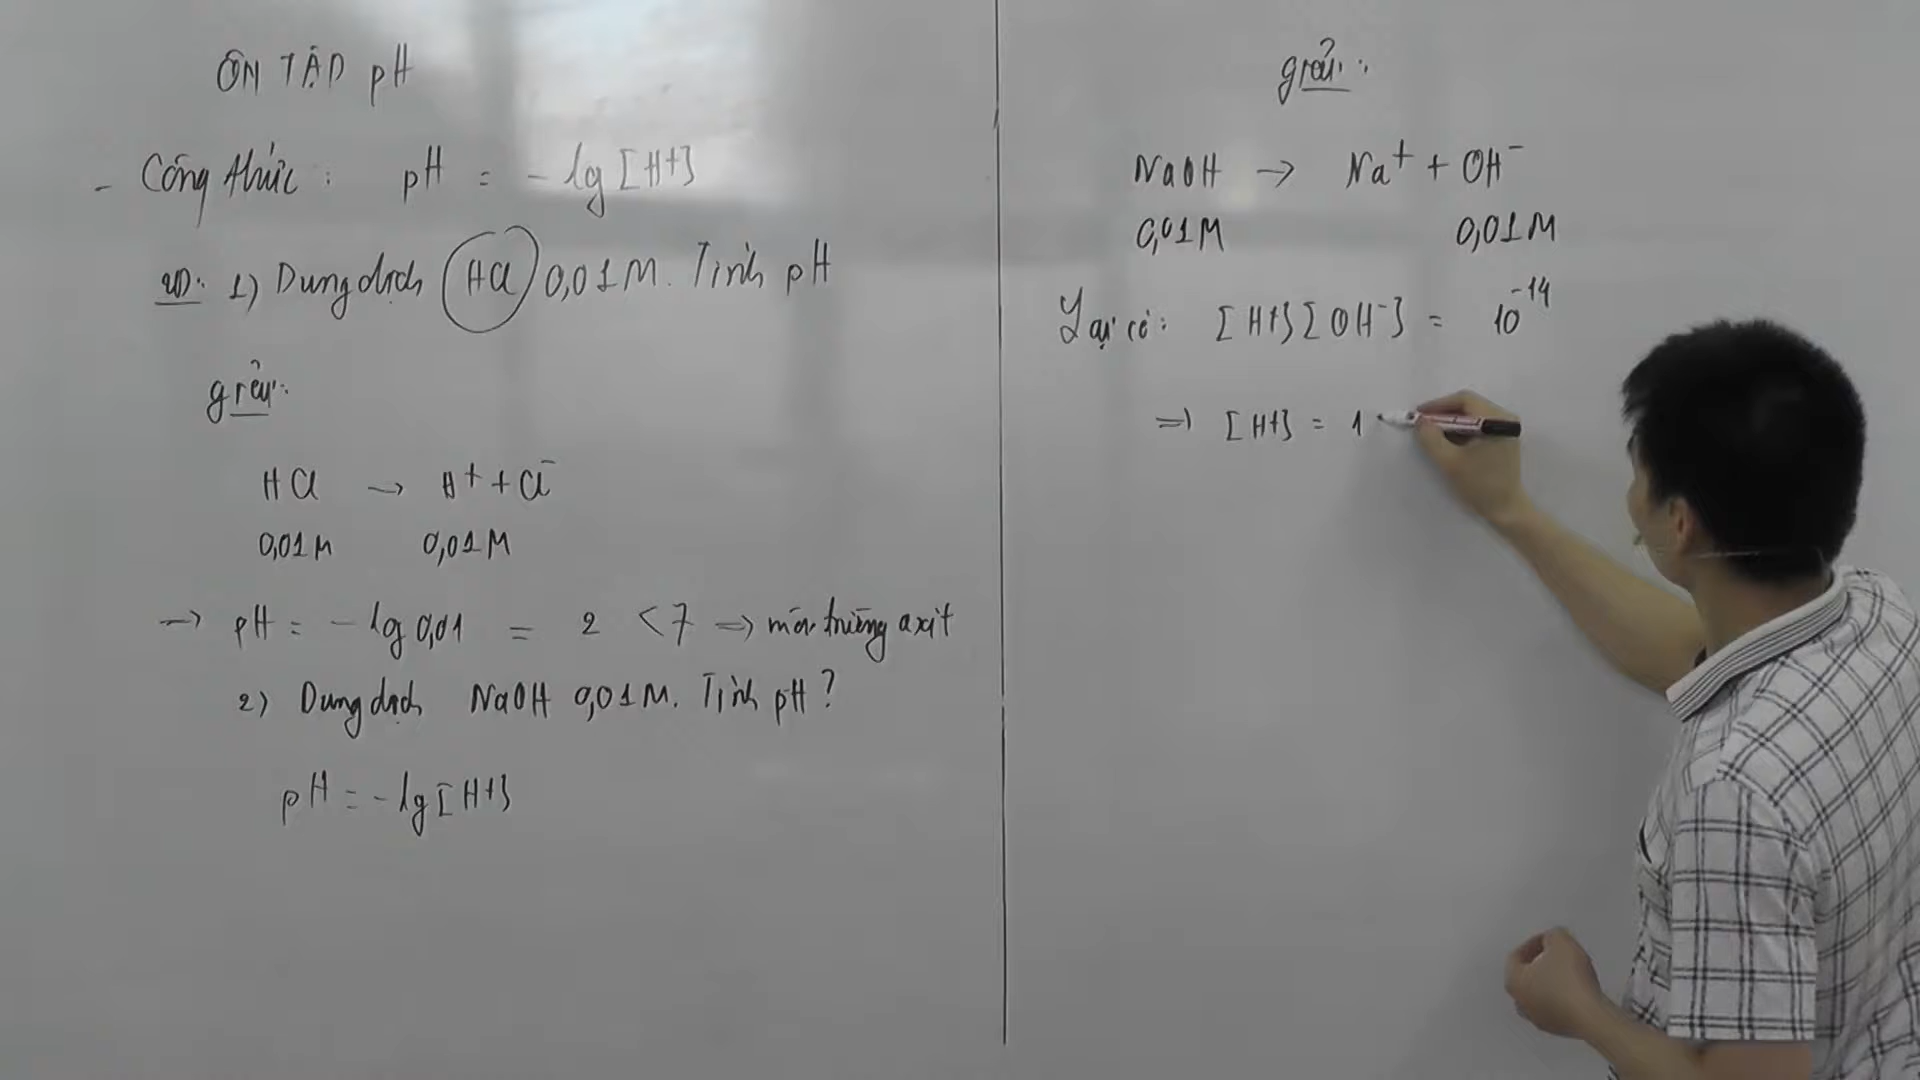 ÔN TẬP pH
- Công thức : pH = - lg [H+]
VD: 1) Dung dịch HCl 0,01M. Tính pH
giải:
HCl → H+ + Cl-
0,01M 0,01M
→ pH = - lg 0,01 = 2 < 7 => môi trường axit
2) Dung dịch NaOH 0,01M. Tính pH?
pH = - lg [H+]
giải:
NaOH → Na+ + OH-
0,01M 0,01M
Lại có: [H+][OH-] = 10^-14
=> [H+] = 1